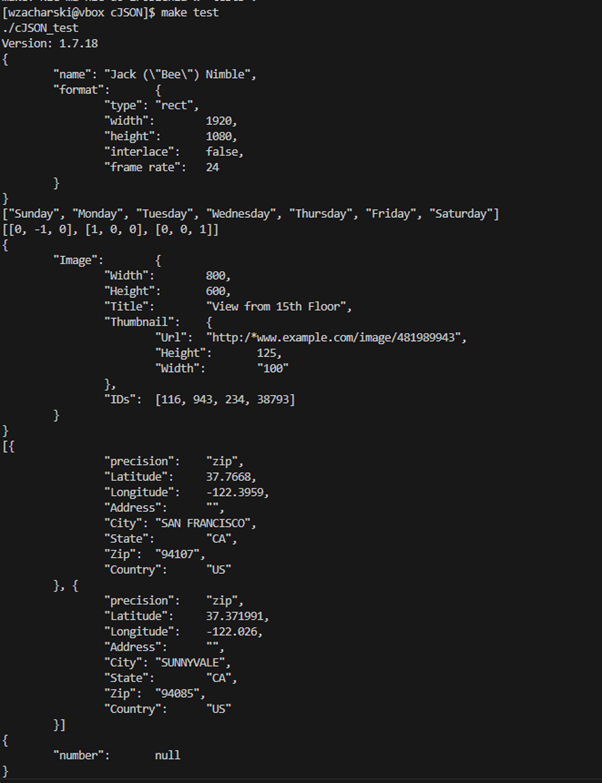 [wzacharski@vbox cJSON]$ make test
./cJSON_test
Version: 1.7.18
{
        "name": "Jack (\"Bee\") Nimble",
        "format":       {
                "type": "rect",
                "width":        1920,
                "height":       1080,
                "interlace":    false,
                "frame rate":   24
        }
}
["Sunday", "Monday", "Tuesday", "Wednesday", "Thursday", "Friday", "Saturday"]
[[0, -1, 0], [1, 0, 0], [0, 0, 1]]
{
        "Image":        {
                "Width":        800,
                "Height":       600,
                "Title":        "View from 15th Floor",
                "Thumbnail":    {
                        "Url":  "http:/*www.example.com/image/481989943",
                        "Height":       125,
                        "Width":        "100"
                },
                "IDs":  [116, 943, 234, 38793]
        }
}
[{
                "precision":    "zip",
                "Latitude":     37.7668,
                "Longitude":    -122.3959,
                "Address":      "",
                "City": "SAN FRANCISCO",
                "State":        "CA",
                "Zip":  "94107",
                "Country":      "US"
        }, {
                "precision":    "zip",
                "Latitude":     37.371991,
                "Longitude":    -122.026,
                "Address":      "",
                "City": "SUNNYVALE",
                "State":        "CA",
                "Zip":  "94085",
                "Country":      "US"
        }]
{
        "number":       null
}